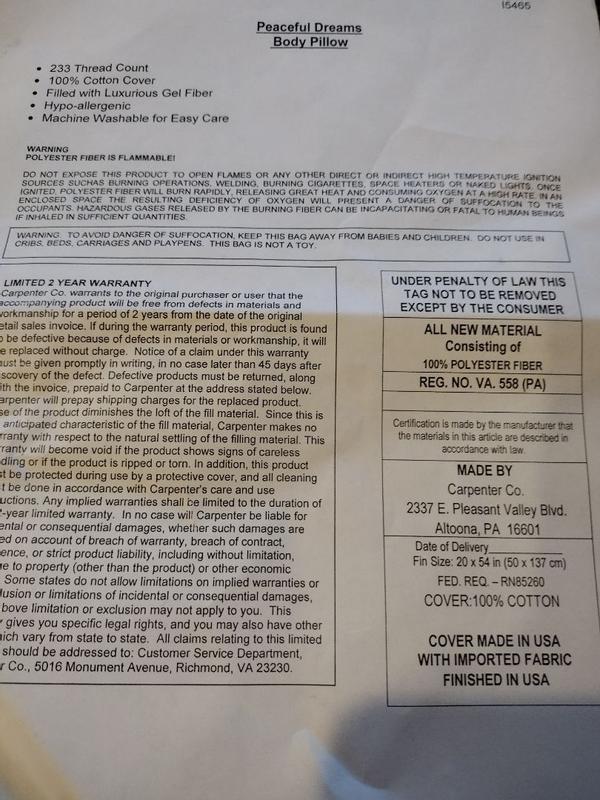 15465
Peaceful Dreams
Body Pillow
• 233 Thread Count
• 100% Cotton Cover
• Filled with Luxurious Gel Fiber
• Hypo-allergenic
• Machine Washable for Easy Care
WARNING
POLYESTER FIBER IS FLAMMABLE!
DO NOT EXPOSE THIS PRODUCT TO OPEN FLAMES OR ANY OTHER DIRECT OR INDIRECT HIGH TEMPERATURE IGNITION
SOURCES SUCHAS BURNING OPERATIONS, WELDING, BURNING CIGARETTES, SPACE HEATERS OR NAKED LIGHTS. ONCE
IGNITED, POLYESTER FIBER WILL BURN RAPIDLY, RELEASING GREAT HEAT AND CONSUMING OXYGEN AT A HIGH RATE. IN AN
ENCLOSED SPACE THE RESULTING DEFICIENCY OF OXYGEN WILL PRESENT A DANGER OF SUFFOCATION TO THE
OCCUPANTS. HAZARDOUS GASES RELEASED BY THE BURNING FIBER CAN BE INCAPACITATING OR FATAL TO HUMAN BEINGS
IF INHALED IN SUFFICIENT QUANTITIES.
WARNING. TO AVOID DANGER OF SUFFOCATION, KEEP THIS BAG AWAY FROM BABIES AND CHILDREN. DO NOT USE IN
CRIBS, BEDS, CARRIAGES AND PLAYPENS. THIS BAG IS NOT A TOY.
LIMITED 2 YEAR WARRANTY
Carpenter Co. warrants to the original purchaser or user that the
accompanying product will be free from defects in materials and
workmanship for a period of 2 years from the date of the original
etail sales invoice. If during the warranty period, this product is found
o be defective because of defects in materials or workmanship, it will
e replaced without charge. Notice of a claim under this warranty
ust be given promptly in writing, in no case later than 45 days after
scovery of the defect. Defective products must be returned, along
ith the invoice, prepaid to Carpenter at the address stated below.
arpenter will prepay shipping charges for the replaced product.
se of the product diminishes the loft of the fill material. Since this is
anticipated characteristic of the fill material, Carpenter makes no
rranty with respect to the natural settling of the filling material. This
rranty will become void if the product shows signs of careless
dling or if the product is ripped or torn. In addition, this product
st be protected during use by a protective cover, and all cleaning
t be done in accordance with Carpenter's care and use
uctions. Any implied warranties shall be limited to the duration of
-year limited warranty. In no case will Carpenter be liable for
ental or consequential damages, whether such damages are
ed on account of breach of warranty, breach of contract,
ence, or strict product liability, including without limitation,
e to property (other than the product) or other economic
Some states do not allow limitations on implied warranties or
lusion or limitations of incidental or consequential damages,
bove limitation or exclusion may not apply to you. This
y gives you specific legal rights, and you may also have other
ich vary from state to state. All claims relating to this limited
should be addressed to: Customer Service Department,
r Co., 5016 Monument Avenue, Richmond, VA 23230.
UNDER PENALTY OF LAW THIS
TAG NOT TO BE REMOVED
EXCEPT BY THE CONSUMER
ALL NEW MATERIAL
Consisting of
100% POLYESTER FIBER
REG. NO. VA. 558 (PA)
Certification is made by the manufacturer that
the materials in this article are described in
accordance with law.
MADE BY
Carpenter Co.
2337 E. Pleasant Valley Blvd.
Altoona, PA 16601
Date of Delivery
Fin Size: 20 x 54 in (50 x 137 cm)
FED. REQ. – RN85260
COVER:100% COTTON
COVER MADE IN USA
WITH IMPORTED FABRIC
FINISHED IN USA